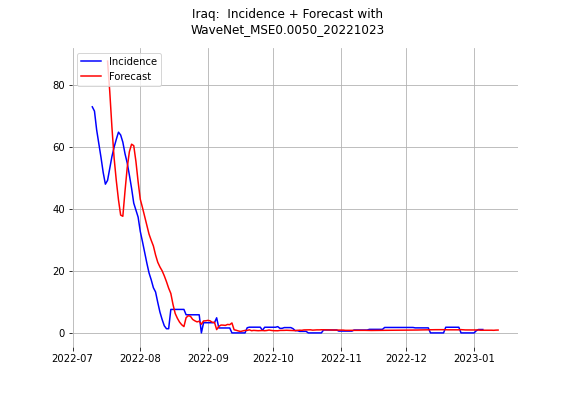 Iraq:  Incidence + Forecast with
WaveNet_MSE0.0050_20221023
Incidence
Forecast
80
60
40
20
0
2022-07 2022-08 2022-09 2022-10 2022-11 2022-12 2023-01